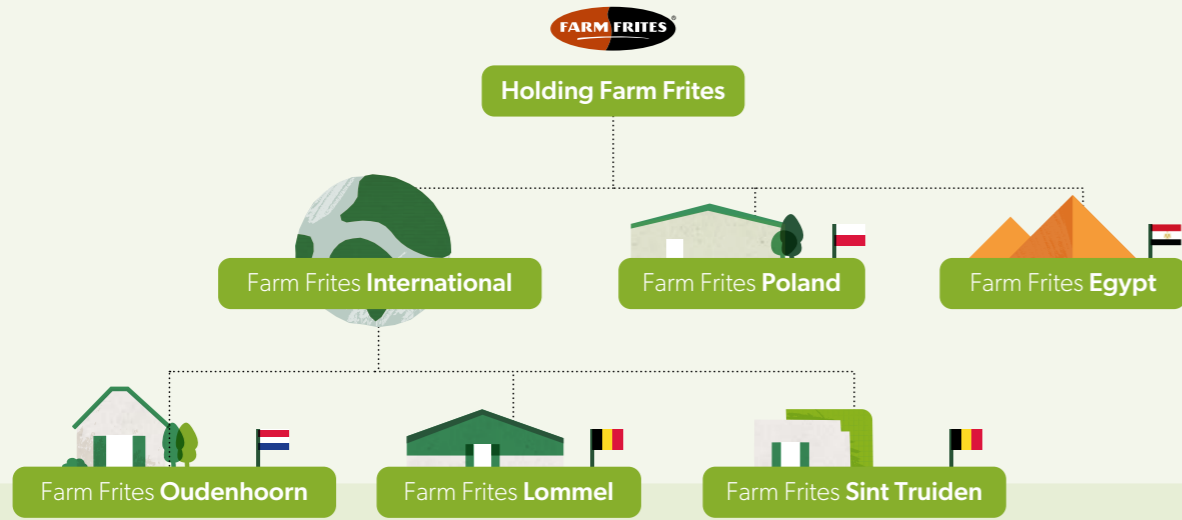 FARM FRITES®
Holding Farm Frites
Farm Frites International
Farm Frites Poland
Farm Frites Egypt
Farm Frites Oudenhoorn
Farm Frites Lommel
Farm Frites Sint Truiden